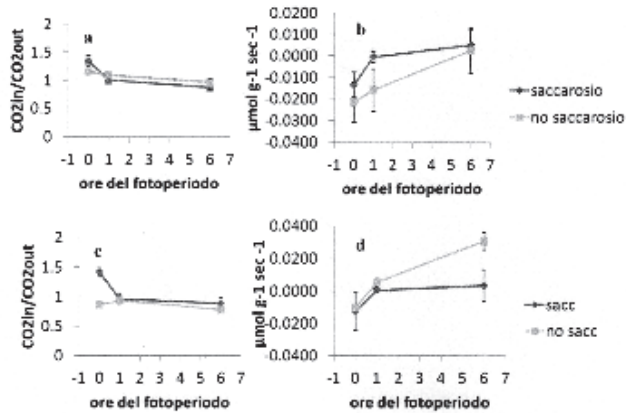 CO2in/CO2out
2
1.5
1
0.5
0
a
-1 0 1 2 3 4 5 6 7
ore del fotoperiodo
µmol g-1 sec -1
0.0200
0.0100
0.0000
-0.0100
-0.0200
-0.0300
-0.0400
b
-1 0 1 2 3 4 5 6 7
ore del fotoperiodo
saccarosio
no saccarosio
CO2in/CO2out
2
1.5
1
0.5
0
c
-1 0 1 2 3 4 5 6 7
ore del fotoperiodo
µmol g-1 sec -1
0.0400
0.0200
0.0000
-0.0200
-0.0400
d
-1 0 1 2 3 4 5 6 7
ore del fotoperiodo
sacc
no sacc